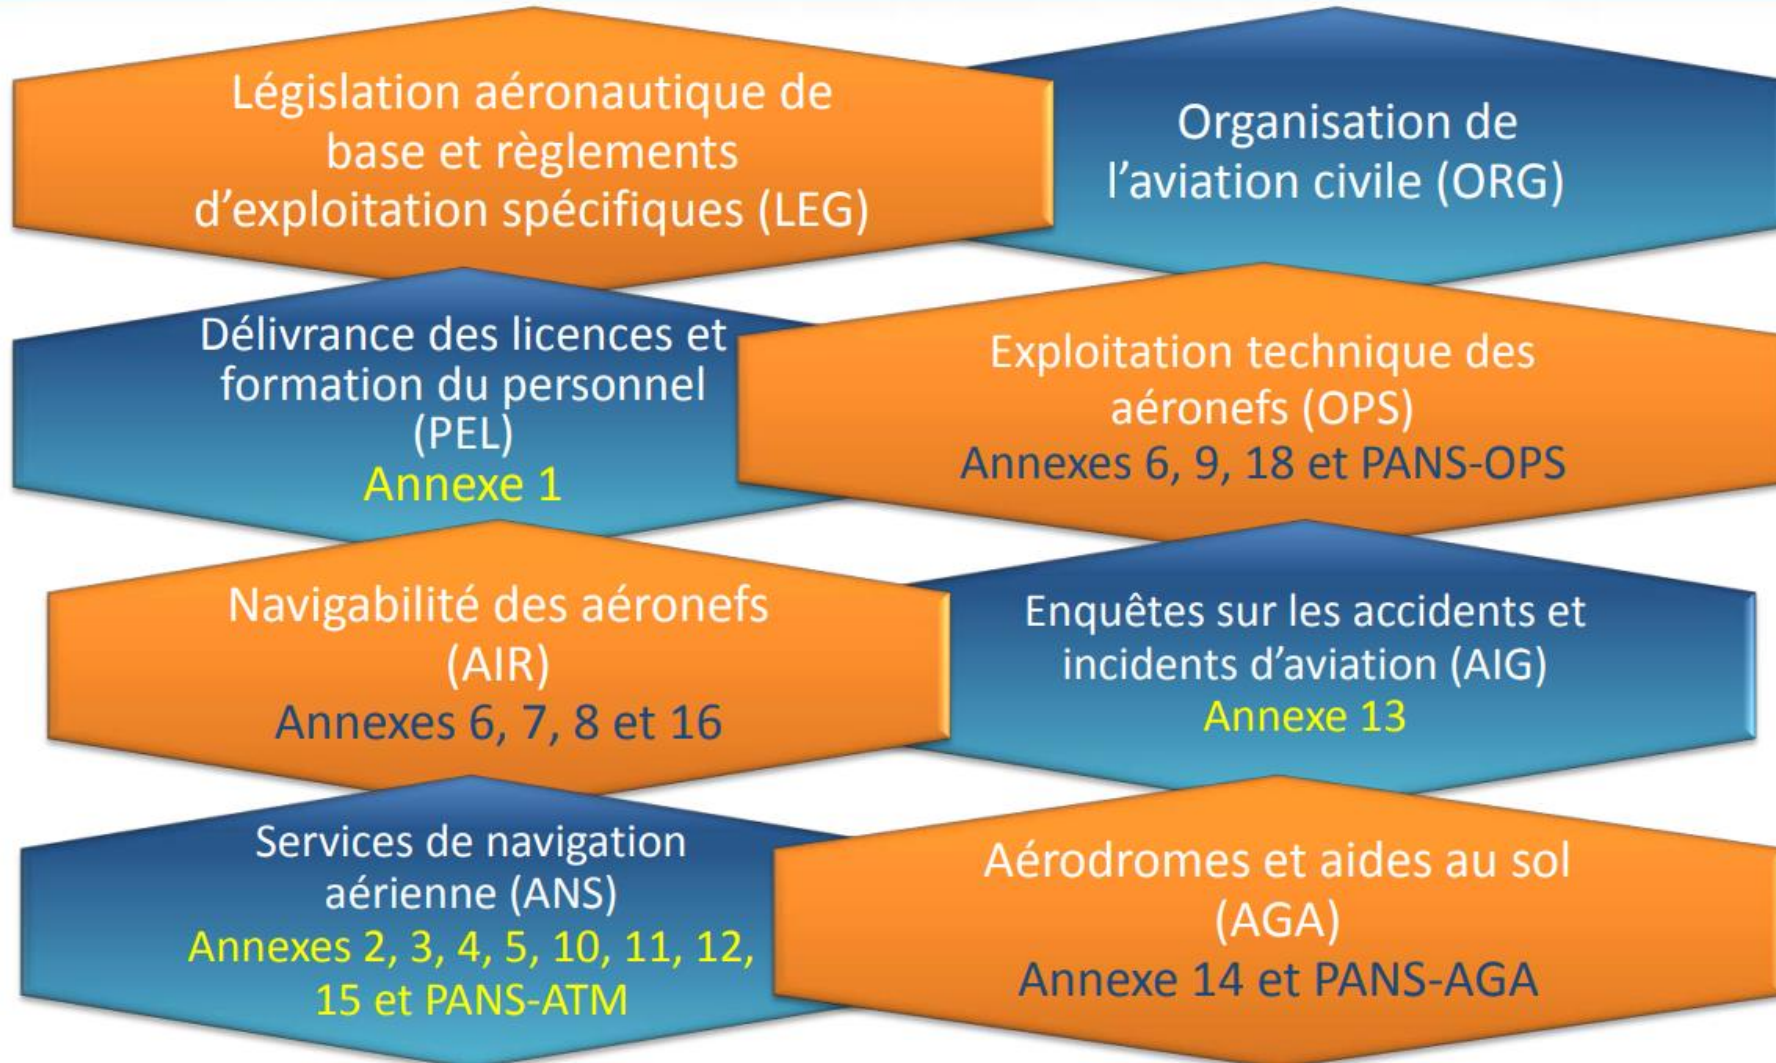 Législation aéronautique de
base et règlements
d’exploitation spécifiques (LEG)
Organisation de
l’aviation civile (ORG)
Délivrance des licences et
formation du personnel
(PEL)
Annexe 1
Exploitation technique des
aéronefs (OPS)
Annexes 6, 9, 18 et PANS-OPS
Navigabilité des aéronefs
(AIR)
Annexes 6, 7, 8 et 16
Enquêtes sur les accidents et
incidents d’aviation (AIG)
Annexe 13
Services de navigation
aérienne (ANS)
Annexes 2, 3, 4, 5, 10, 11, 12,
15 et PANS-ATM
Aérodromes et aides au sol
(AGA)
Annexe 14 et PANS-AGA